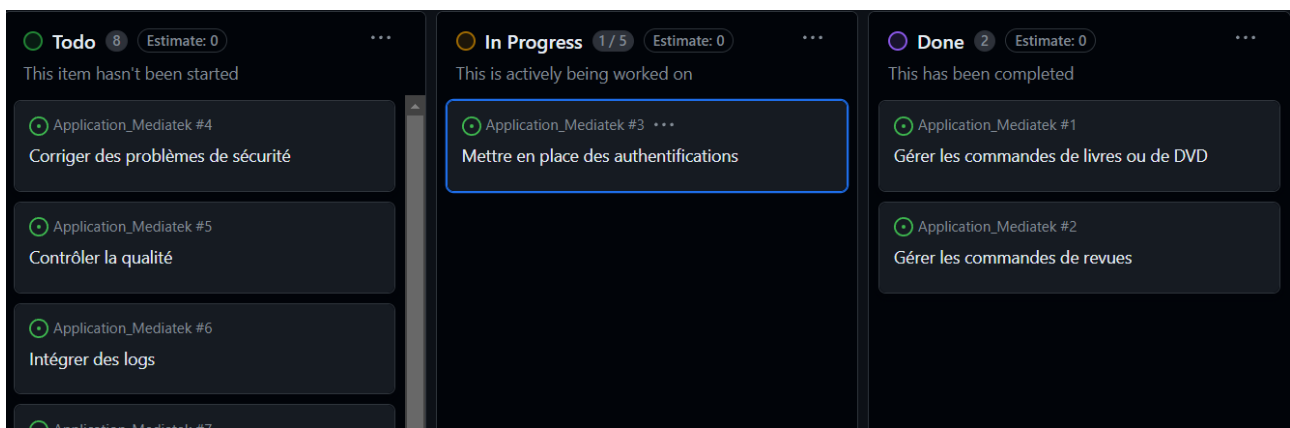 Todo 8 Estimate: 0 ...
This item hasn't been started
Application_Mediatek #4
Corriger des problèmes de sécurité
Application_Mediatek #5
Contrôler la qualité
Application_Mediatek #6
Intégrer des logs
Application_Mediatek #7
In Progress 1 / 5 Estimate: 0 ...
This is actively being worked on
Application_Mediatek #3 ...
Mettre en place des authentifications
Done 2 Estimate: 0 ...
This has been completed
Application_Mediatek #1
Gérer les commandes de livres ou de DVD
Application_Mediatek #2
Gérer les commandes de revues